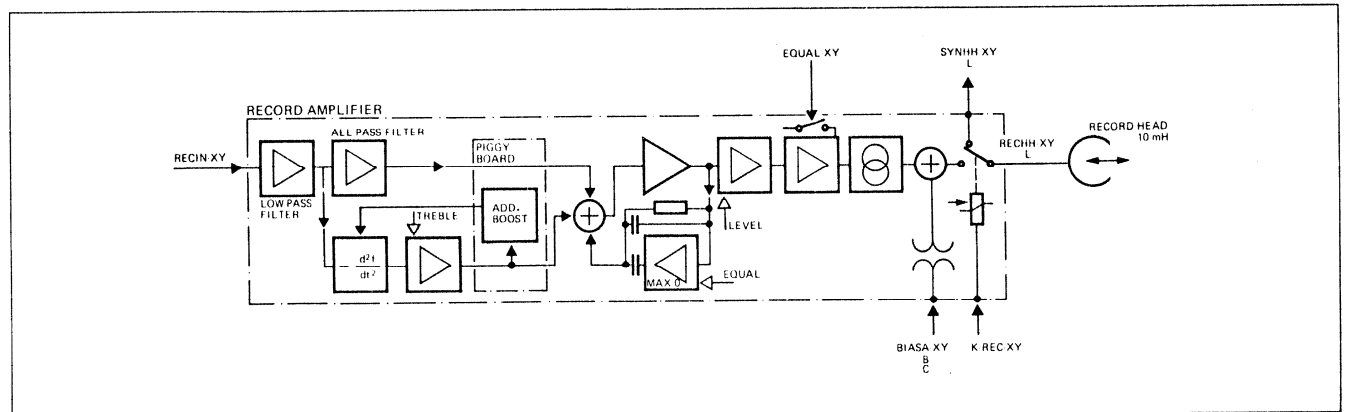 EQUAL XY
SYNHH XY
L
RECORD AMPLIFIER
ALL PASS FILTER
RECIN-XY
PIGGY
BOARD
RECHH XY
L
RECORD HEAD
10 mH
LOW PASS
FILTER
TREBLE
ADD.
BOOST
LEVEL
- d²f
dt²
MAX 0
EQUAL
BIASA-XY
B
C
K REC-XY